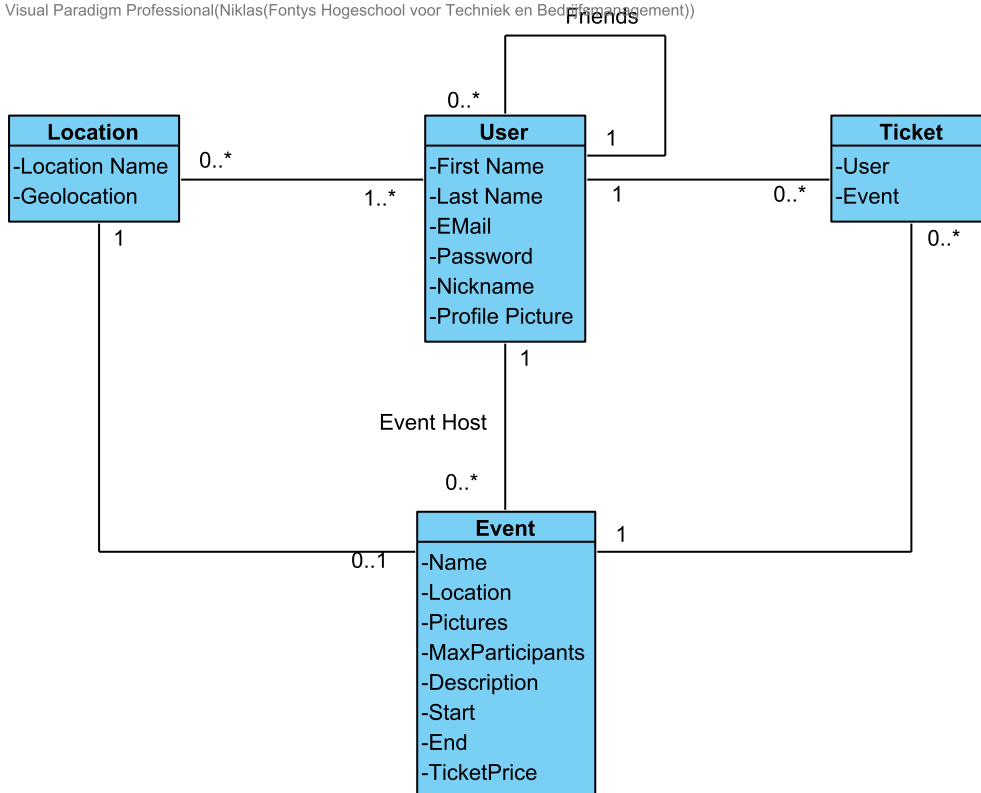 Visual Paradigm Professional(Niklas(Fontys Hogeschool voor Techniek en Bedrijfsmanagement))
Friends
0..*
1
Location
-Location Name
-Geolocation
0..*
1..*
1
User
-First Name
-Last Name
-EMail
-Password
-Nickname
-Profile Picture
1
0..*
Ticket
-User
-Event
0..*
1
Event Host
0..*
0..1
1
Event
-Name
-Location
-Pictures
-MaxParticipants
-Description
-Start
-End
-TicketPrice